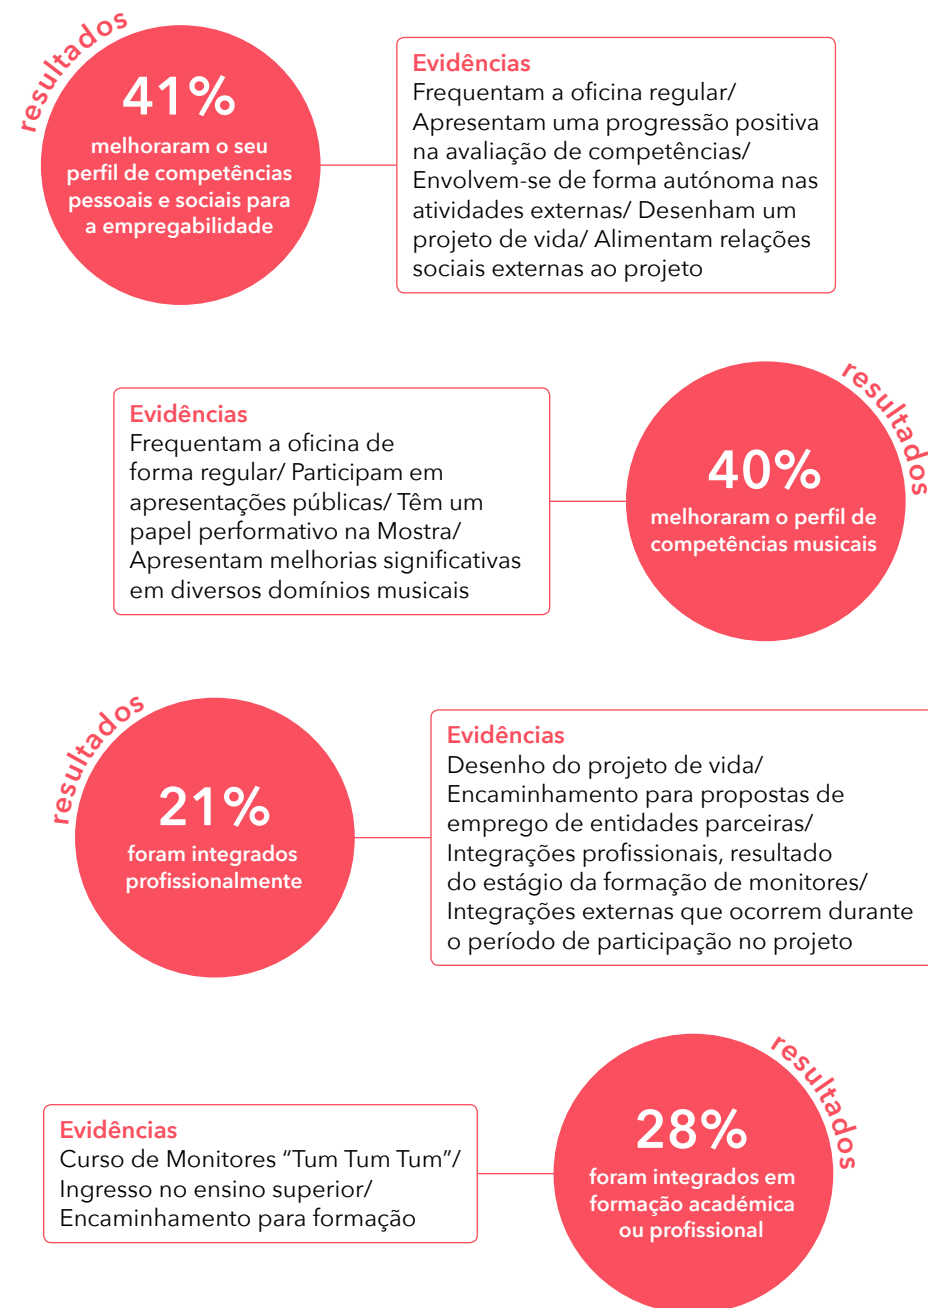 resultados
41%
melhoraram o seu
perfil de competências
pessoais e sociais para
a empregabilidade
Evidências
Frequentam a oficina regular/
Apresentam uma progressão positiva
na avaliação de competências/
Envolvem-se de forma autónoma nas
atividades externas/ Desenham um
projeto de vida/ Alimentam relações
sociais externas ao projeto
Evidências
Frequentam a oficina de
forma regular/ Participam em
apresentações públicas/ Têm um
papel performativo na Mostra/
Apresentam melhorias significativas
em diversos domínios musicais
resultados
40%
melhoraram o perfil de
competências musicais
resultados
21%
foram integrados
profissionalmente
Evidências
Desenho do projeto de vida/
Encaminhamento para propostas de
emprego de entidades parceiras/
Integrações profissionais, resultado
do estágio da formação de monitores/
Integrações externas que ocorrem durante
o período de participação no projeto
Evidências
Curso de Monitores “Tum Tum Tum”/
Ingresso no ensino superior/
Encaminhamento para formação
resultados
28%
foram integrados em
formação académica
ou profissional